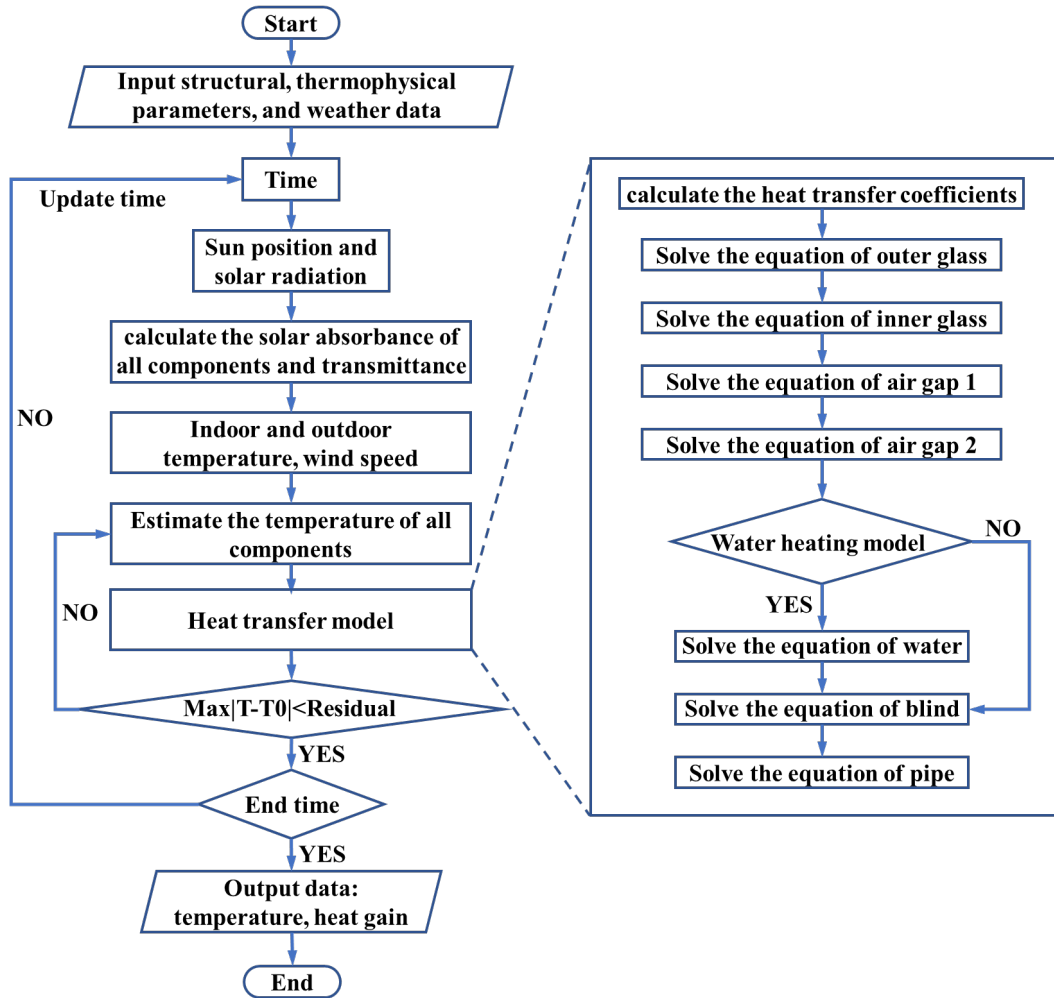 Start
Input structural, thermophysical
parameters, and weather data
Time
Update time
Sun position and
solar radiation
calculate the solar absorbance of
all components and transmittance
NO
Indoor and outdoor
temperature, wind speed
Estimate the temperature of all
components
NO
Heat transfer model
Max|T-T0|<Residual
YES
End time
YES
Output data:
temperature, heat gain
End
calculate the heat transfer coefficients
Solve the equation of outer glass
Solve the equation of inner glass
Solve the equation of air gap 1
Solve the equation of air gap 2
Water heating model
NO
YES
Solve the equation of water
Solve the equation of blind
Solve the equation of pipe